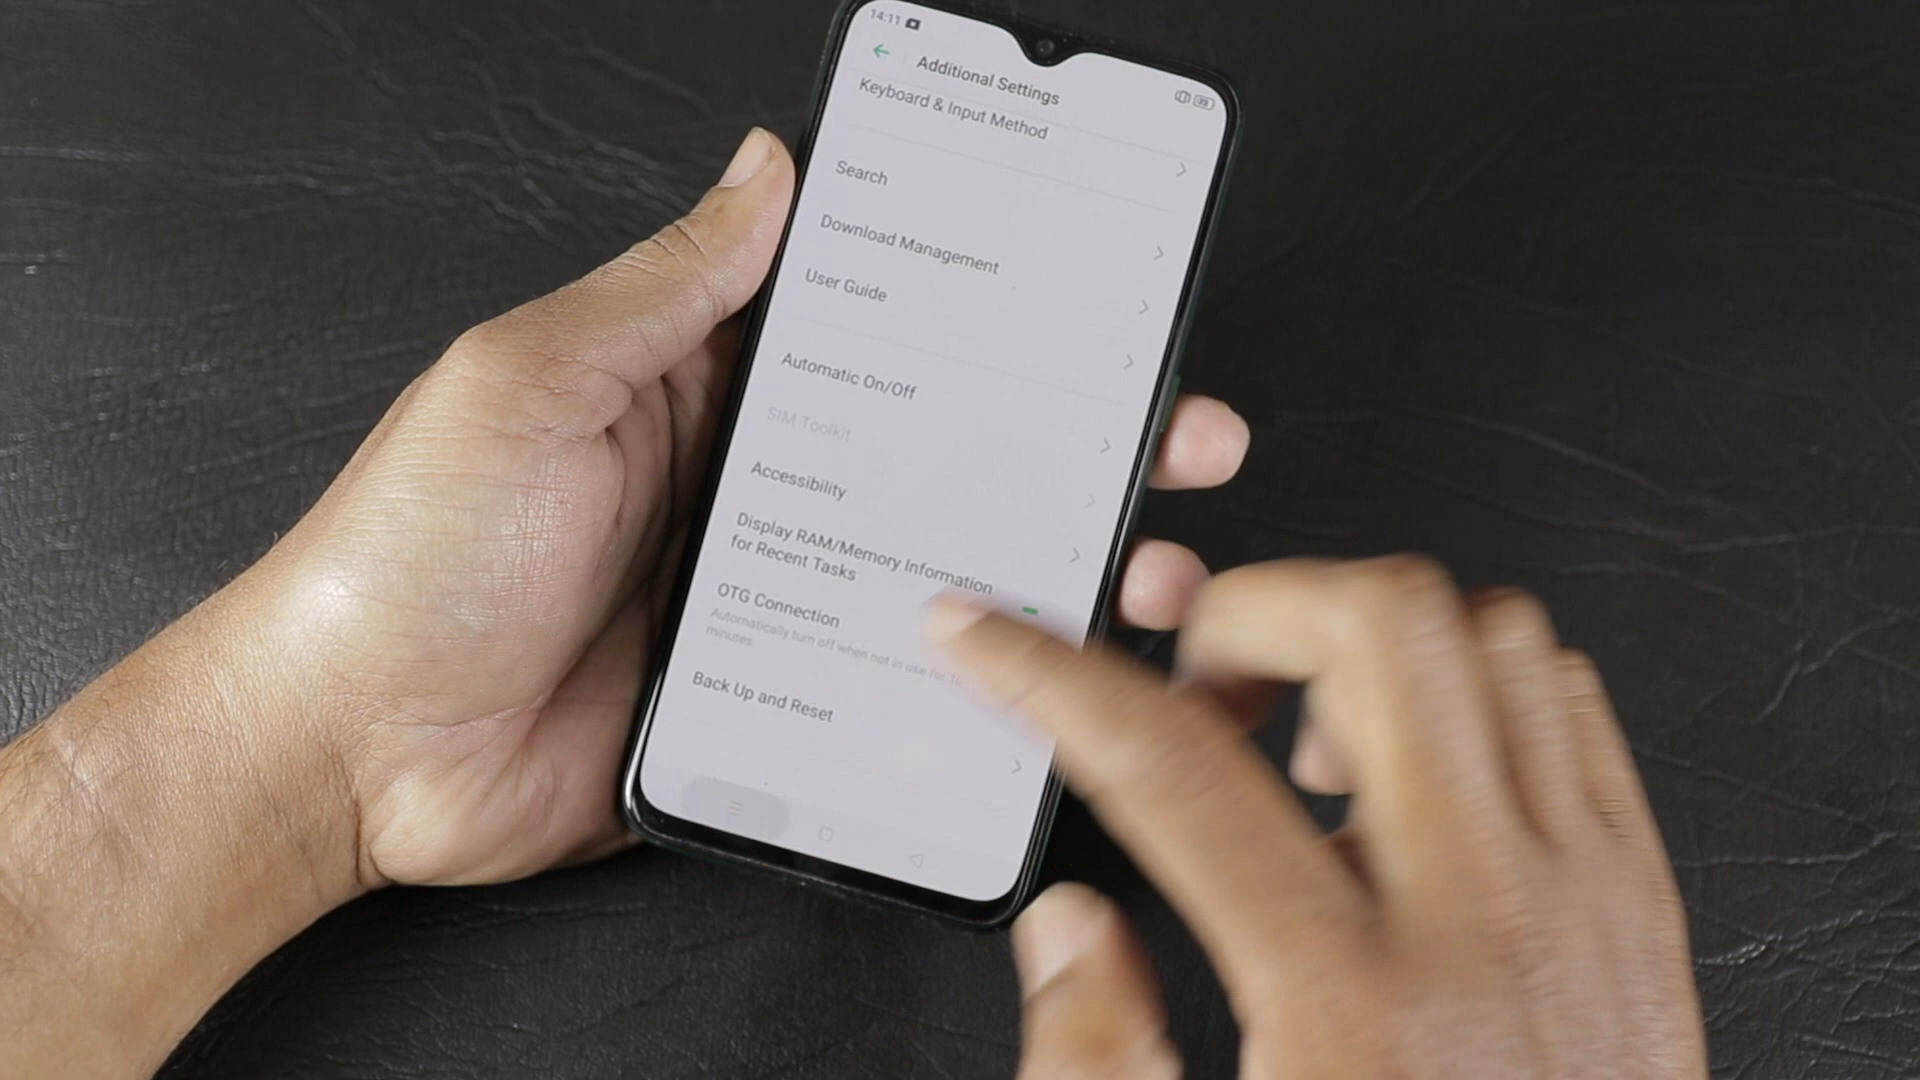 14:11
Additional Settings
Keyboard & Input Method
Search
Download Management
User Guide
Automatic On/Off
SIM Toolkit
Accessibility
Display RAM/Memory Information
for Recent Tasks
OTG Connection
Automatically turn off when not in use for 10
minutes.
Back Up and Reset